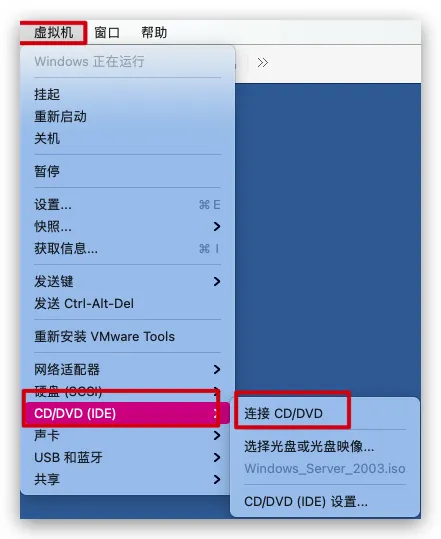 虚拟机 窗口 帮助
Windows 正在运行
挂起
重新启动
关机
暂停
设置... ⌘ E
快照...
获取信息... ⌘ I
发送键
发送 Ctrl-Alt-Del
重新安装 VMware Tools
网络适配器
硬盘 (SCSI)
CD/DVD (IDE)
连接 CD/DVD
声卡
选择光盘或光盘映像...
USB 和蓝牙
Windows_Server_2003.iso
共享
CD/DVD (IDE) 设置...